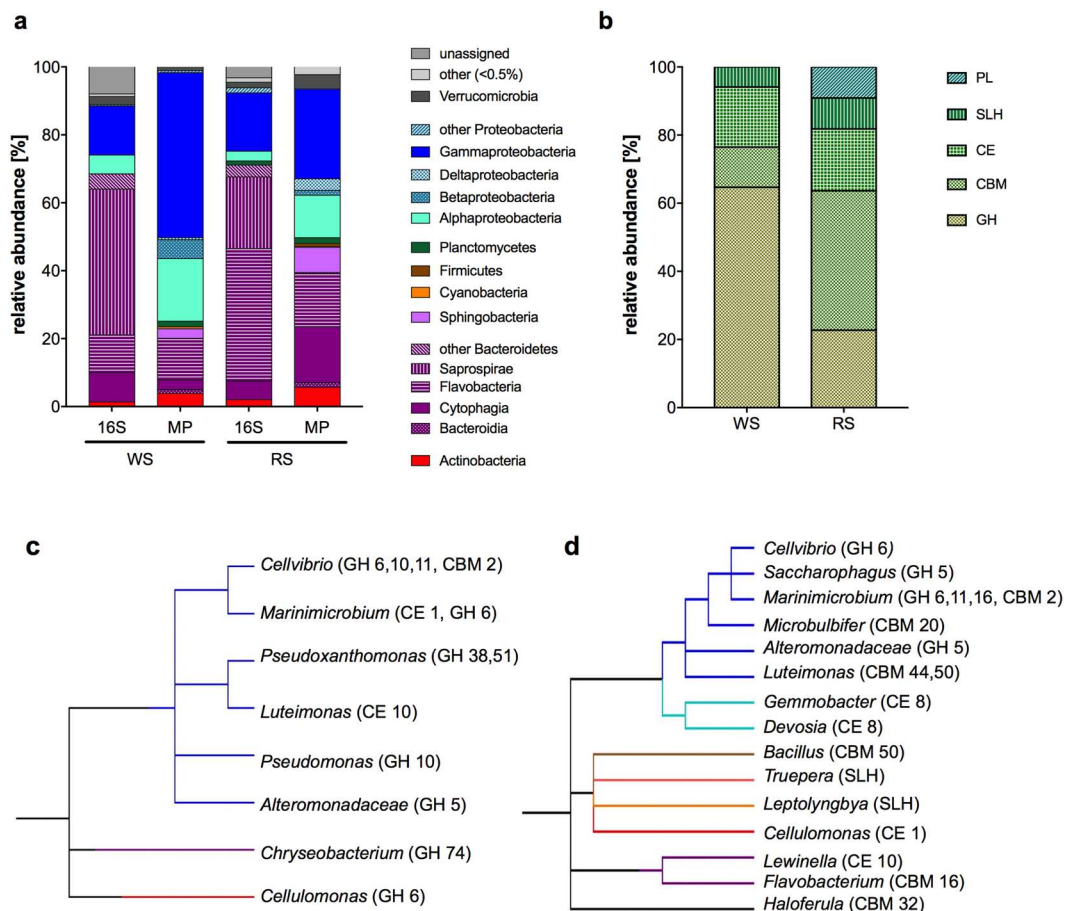 a
relative abundance [%]
100
80
60
40
20
0
16S MP 16S MP
WS RS
unassigned
other (<0.5%)
Verrucomicrobia
other Proteobacteria
Gammaproteobacteria
Deltaproteobacteria
Betaproteobacteria
Alphaproteobacteria
Planctomycetes
Firmicutes
Cyanobacteria
Sphingobacteria
other Bacteroidetes
Saprospirae
Flavobacteria
Cytophagia
Bacteroidia
Actinobacteria
b
relative abundance [%]
100
80
60
40
20
0
WS RS
PL
SLH
CE
CBM
GH
c
Cellvibrio (GH 6,10,11, CBM 2)
Marinimicrobium (CE 1, GH 6)
Pseudoxanthomonas (GH 38,51)
Luteimonas (CE 10)
Pseudomonas (GH 10)
Alteromonadaceae (GH 5)
Chryseobacterium (GH 74)
Cellulomonas (GH 6)
d
Cellvibrio (GH 6)
Saccharophagus (GH 5)
Marinimicrobium (GH 6,11,16, CBM 2)
Microbulbifer (CBM 20)
Alteromonadaceae (GH 5)
Luteimonas (CBM 44,50)
Gemmobacter (CE 8)
Devosia (CE 8)
Bacillus (CBM 50)
Truepera (SLH)
Leptolyngbya (SLH)
Cellulomonas (CE 1)
Lewinella (CE 10)
Flavobacterium (CBM 16)
Haloferula (CBM 32)